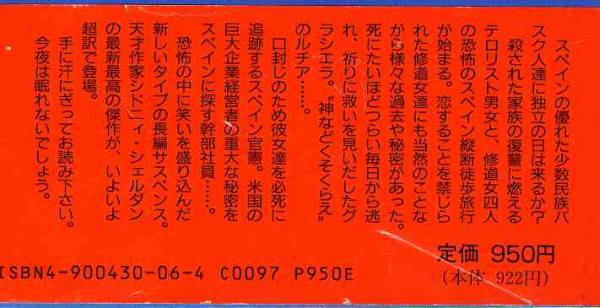 スペインの優れた少数民族バ
スク人達に独立の日は来るか?
殺された家族の復讐に燃える
テロリスト男女と、修道女四人
の恐怖のスペイン縦断徒歩旅行
が始まる。恋することを禁じら
れた修道女達にも当然のことな
がら様々な過去や秘密があった。
死にたいほどつらい毎日から逃
れ、祈りに救いを見いだしたグ
ラシエラ。〝神などくそくらえ〟
のルチア……。
口封じのため彼女達を必死に
追跡するスペイン官憲。米国の
巨大企業経営者の重大な秘密を
スペインに探す幹部社員……。
恐怖の中に笑いを盛り込んだ
新しいタイプの長編サスペンス。
天才作家シドニィ・シェルダン
の最新最高の傑作が、いよいよ
超訳で登場。
手に汗にぎってお読み下さい。
今夜は眠れないでしょう。
定価 950円
(本体 922円)
ISBN4-900430-06-4 C0097 P950E